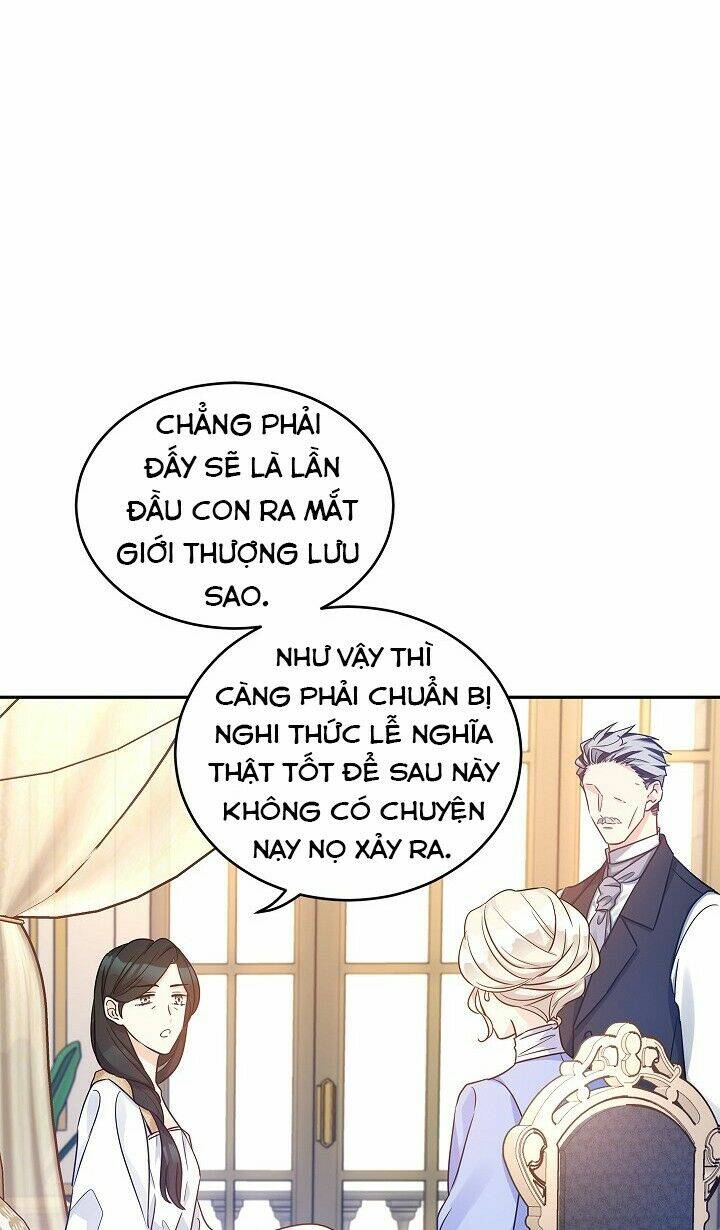 CHẲNG PHẢI
ĐẤY SẼ LÀ LẦN
ĐẦU CON RA MẮT
GIỚI THƯỢNG LƯU
SAO.
NHƯ VẬY THÌ
CÀNG PHẢI CHUẨN BỊ
NGHI THỨC LỄ NGHĨA
THẬT TỐT ĐỂ SAU NÀY
KHÔNG CÓ CHUYỆN
NẠY NỌ XẢY RA.